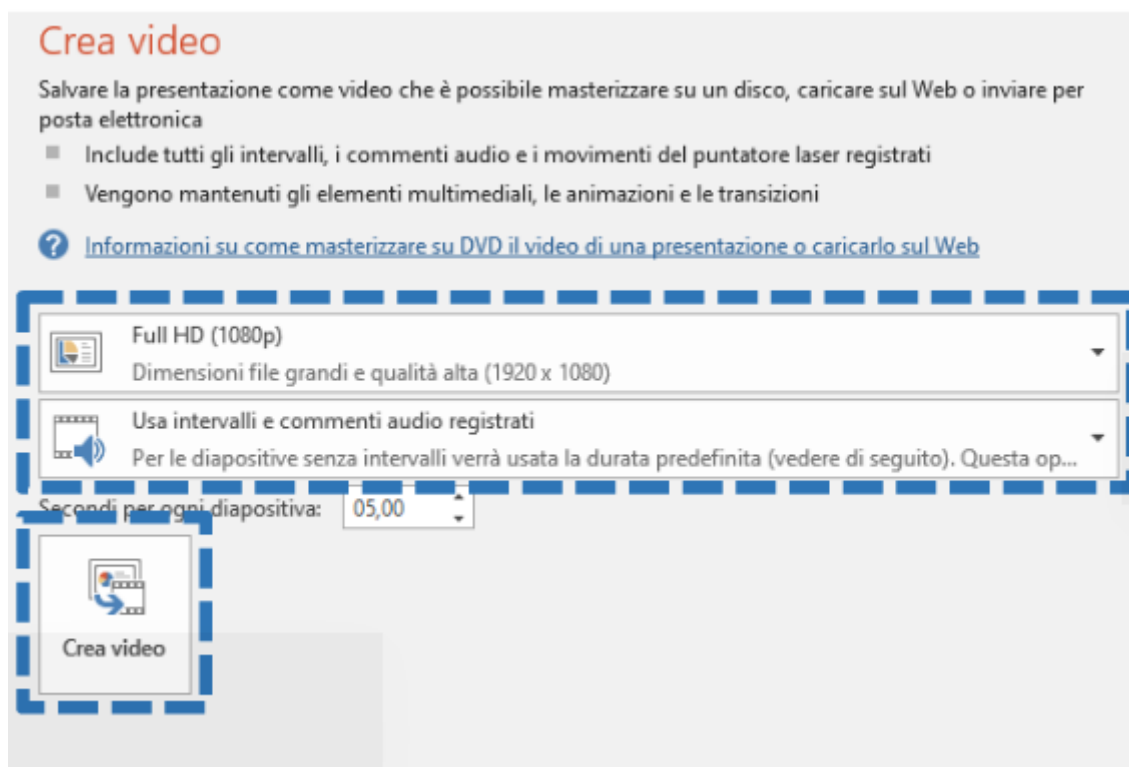 Crea video
Salvare la presentazione come video che è possibile masterizzare su un disco, caricare sul Web o inviare per
posta elettronica
Include tutti gli intervalli, i commenti audio e i movimenti del puntatore laser registrati
Vengono mantenuti gli elementi multimediali, le animazioni e le transizioni
? Informazioni su come masterizzare su DVD il video di una presentazione o caricarlo sul Web
Full HD (1080p)
Dimensioni file grandi e qualità alta (1920 x 1080)
Usa intervalli e commenti audio registrati
Per le diapositive senza intervalli verrà usata la durata predefinita (vedere di seguito). Questa op...
Secondi per ogni diapositiva: 05,00
Crea video